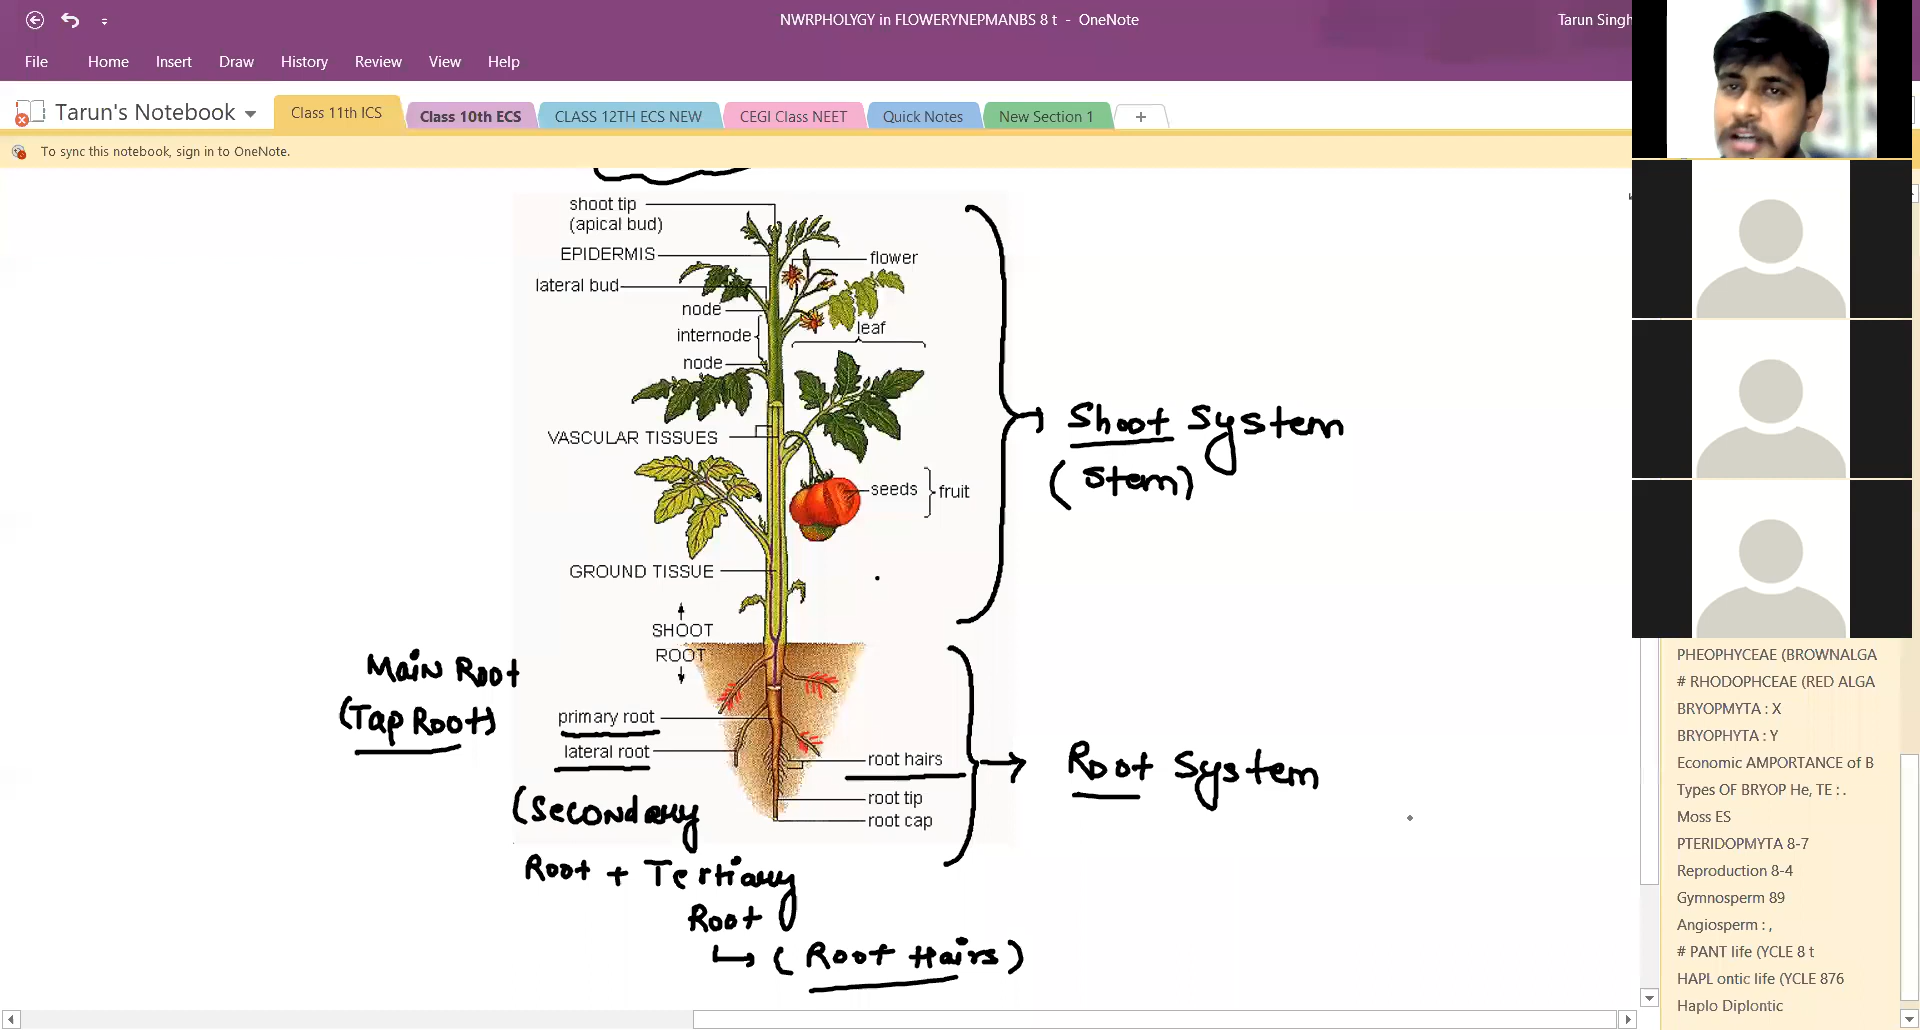 NWRPHOLYGY in FLOWERYNEPMANBS 8 t - OneNote
Tarun Singh
File Home Insert Draw History Review View Help
Tarun's Notebook
Class 11th ICS
Class 10th ECS
CLASS 12TH ECS NEW
CEGI Class NEET
Quick Notes
New Section 1
+
To sync this notebook, sign in to OneNote.
shoot tip
(apical bud)
EPIDERMIS
flower
lateral bud
node
internode
leaf
node
Shoot System
(Stem)
VASCULAR TISSUES
seeds
fruit
GROUND TISSUE
SHOOT
ROOT
Main Root
(Tap Root)
primary root
lateral root
root hairs
Root System
root tip
root cap
(Secondary
Root + Tertiary
Root
(Root Hairs)
PHEOPHYCEAE (BROWNALGA
# RHODOPHCEAE (RED ALGA
BRYOPMYTA : X
BRYOPHYTA : Y
Economic AMPORTANCE of B
Types OF BRYOP He, TE : .
Moss ES
PTERIDOPMYTA 8-7
Reproduction 8-4
Gymnosperm 89
Angiosperm : ,
# PANT life (YCLE 8 t
HAPL ontic life (YCLE 876
Haplo Diplontic